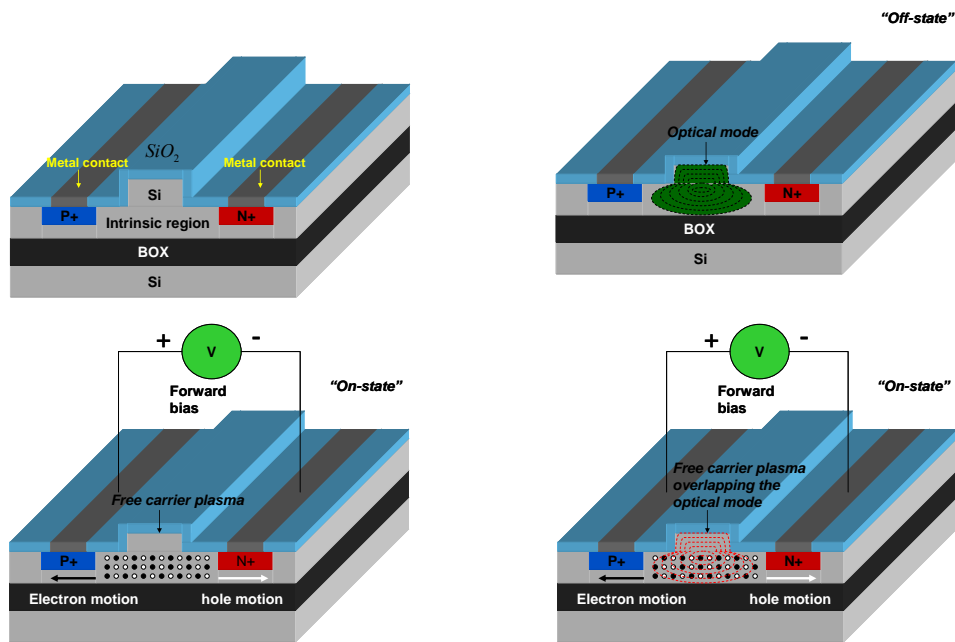 “Off-state”
SiO2
Metal contact
Metal contact
Si
P+
Intrinsic region
N+
BOX
Si
Optical mode
P+
N+
BOX
Si
+
V
-
Forward
bias
“On-state”
Free carrier plasma
P+
N+
Electron motion
hole motion
+
V
-
Forward
bias
“On-state”
Free carrier plasma
overlapping the
optical mode
P+
N+
Electron motion
hole motion